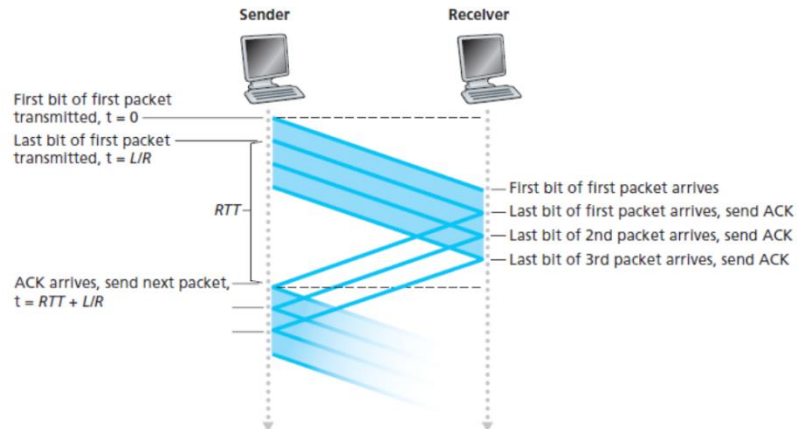 Sender
Receiver
First bit of first packet
transmitted, t = 0
Last bit of first packet
transmitted, t = L/R
RTT
First bit of first packet arrives
Last bit of first packet arrives, send ACK
Last bit of 2nd packet arrives, send ACK
Last bit of 3rd packet arrives, send ACK
ACK arrives, send next packet,
t = RTT + L/R